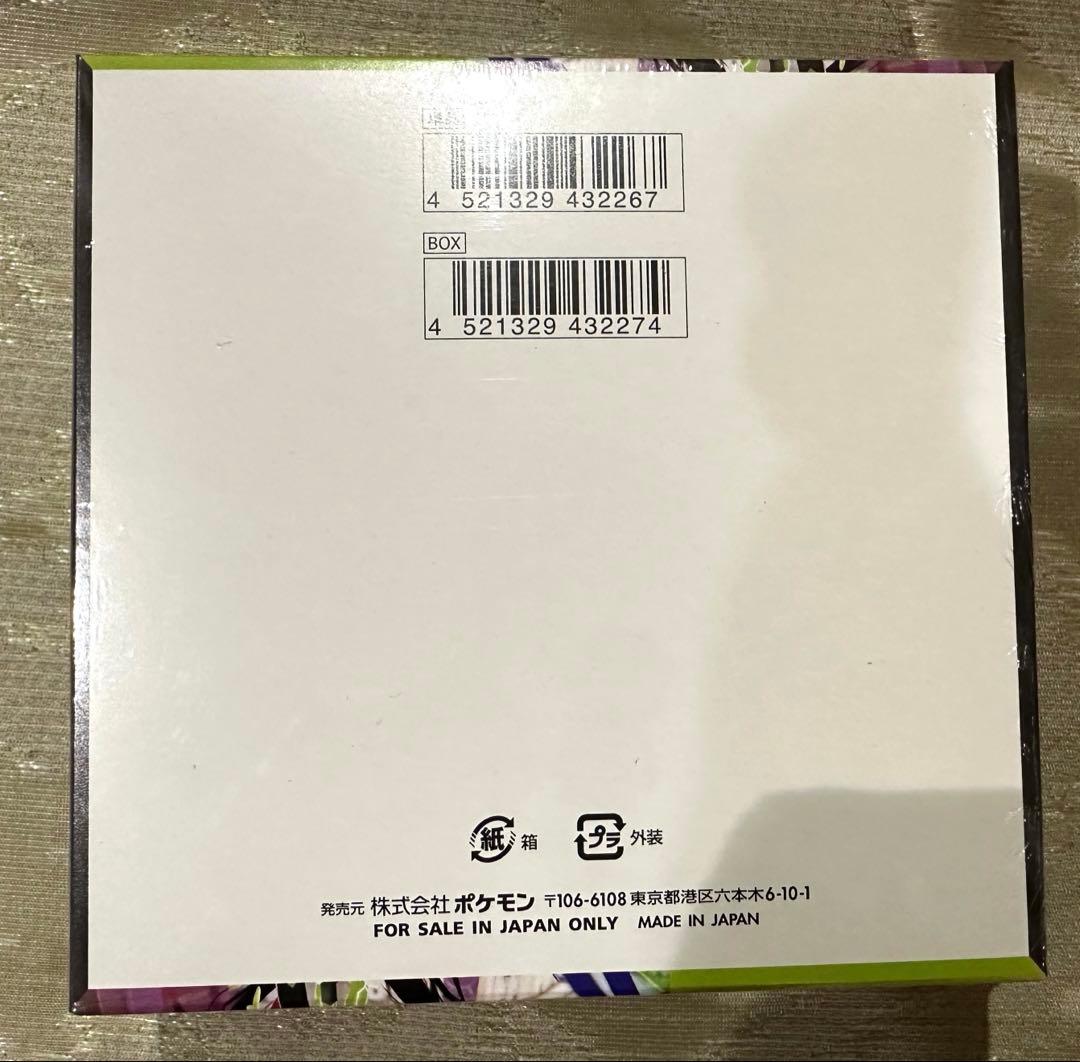 4 521329 432267
BOX
4 521329 432274
紙 箱 プラ 外装
発売元 株式会社ポケモン 〒106-6108 東京都港区六本木6-10-1
FOR SALE IN JAPAN ONLY MADE IN JAPAN